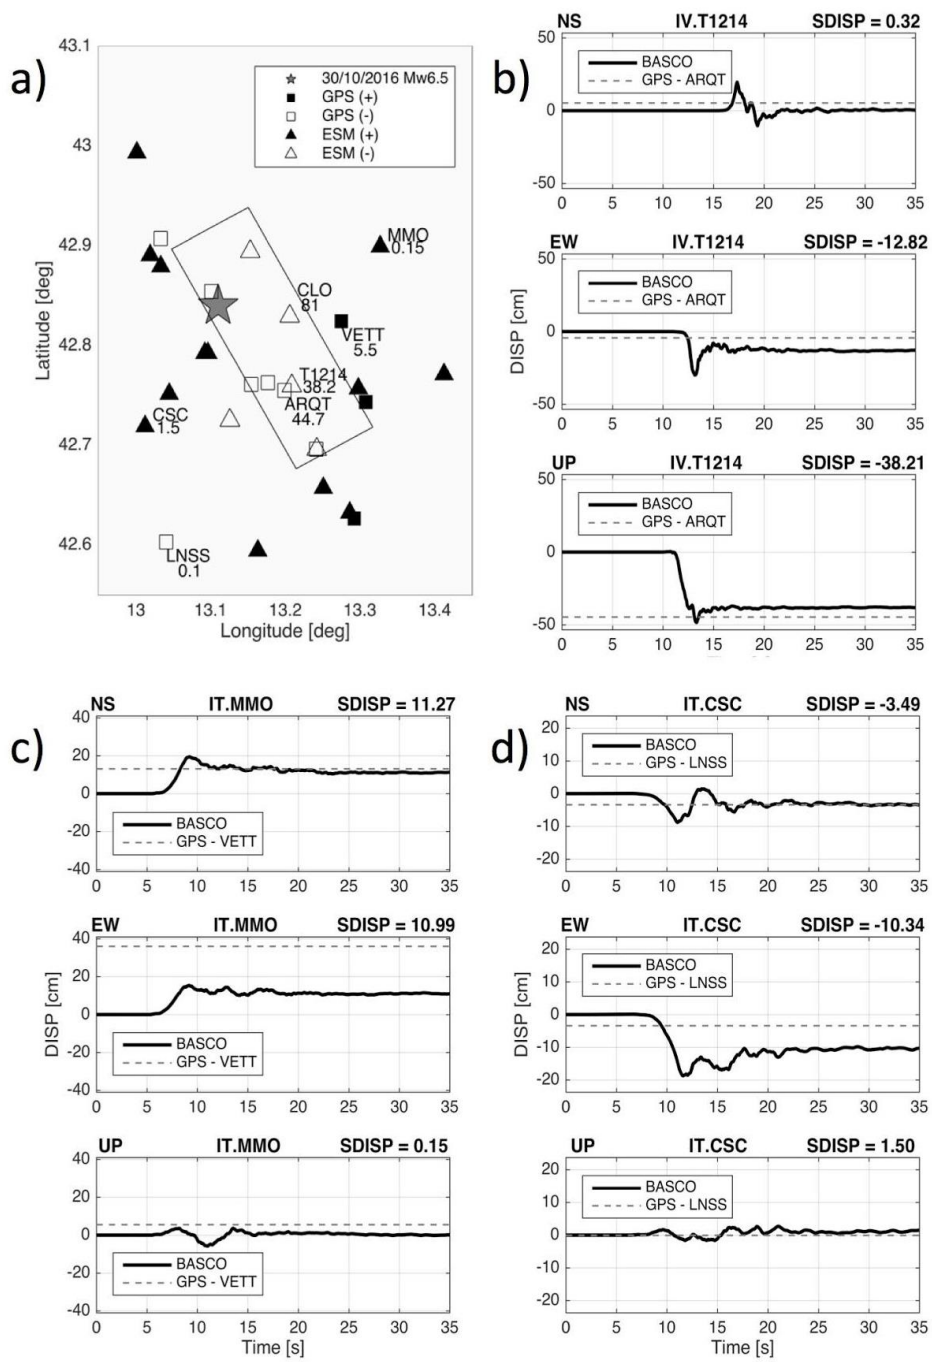 a)
43.1
43
42.9
42.8
42.7
42.6
Latitude [deg]
30/10/2016 Mw6.5
GPS (+)
GPS (-)
ESM (+)
ESM (-)
MMO
0.15
CLO
81
VETT
5.5
T1214
38.2
ARQT
44.7
CSC
1.5
LNSS
0.1
13 13.1 13.2 13.3 13.4
Longitude [deg]
b)
NS IV.T1214 SDISP = 0.32
50
0
-50
BASCO
GPS - ARQT
0 5 10 15 20 25 30 35
EW IV.T1214 SDISP = -12.82
50
0
-50
DISP [cm]
BASCO
GPS - ARQT
0 5 10 15 20 25 30 35
UP IV.T1214 SDISP = -38.21
50
0
-50
BASCO
GPS - ARQT
0 5 10 15 20 25 30 35
c)
NS IT.MMO SDISP = 11.27
40
20
0
-20
-40
BASCO
GPS - VETT
0 5 10 15 20 25 30 35
EW IT.MMO SDISP = 10.99
40
20
0
-20
-40
DISP [cm]
BASCO
GPS - VETT
0 5 10 15 20 25 30 35
UP IT.MMO SDISP = 0.15
40
20
0
-20
-40
BASCO
GPS - VETT
0 5 10 15 20 25 30 35
Time [s]
d)
NS IT.CSC SDISP = -3.49
20
10
0
-10
-20
BASCO
GPS - LNSS
0 5 10 15 20 25 30 35
EW IT.CSC SDISP = -10.34
20
10
0
-10
-20
DISP [cm]
BASCO
GPS - LNSS
0 5 10 15 20 25 30 35
UP IT.CSC SDISP = 1.50
20
10
0
-10
-20
BASCO
GPS - LNSS
0 5 10 15 20 25 30 35
Time [s]